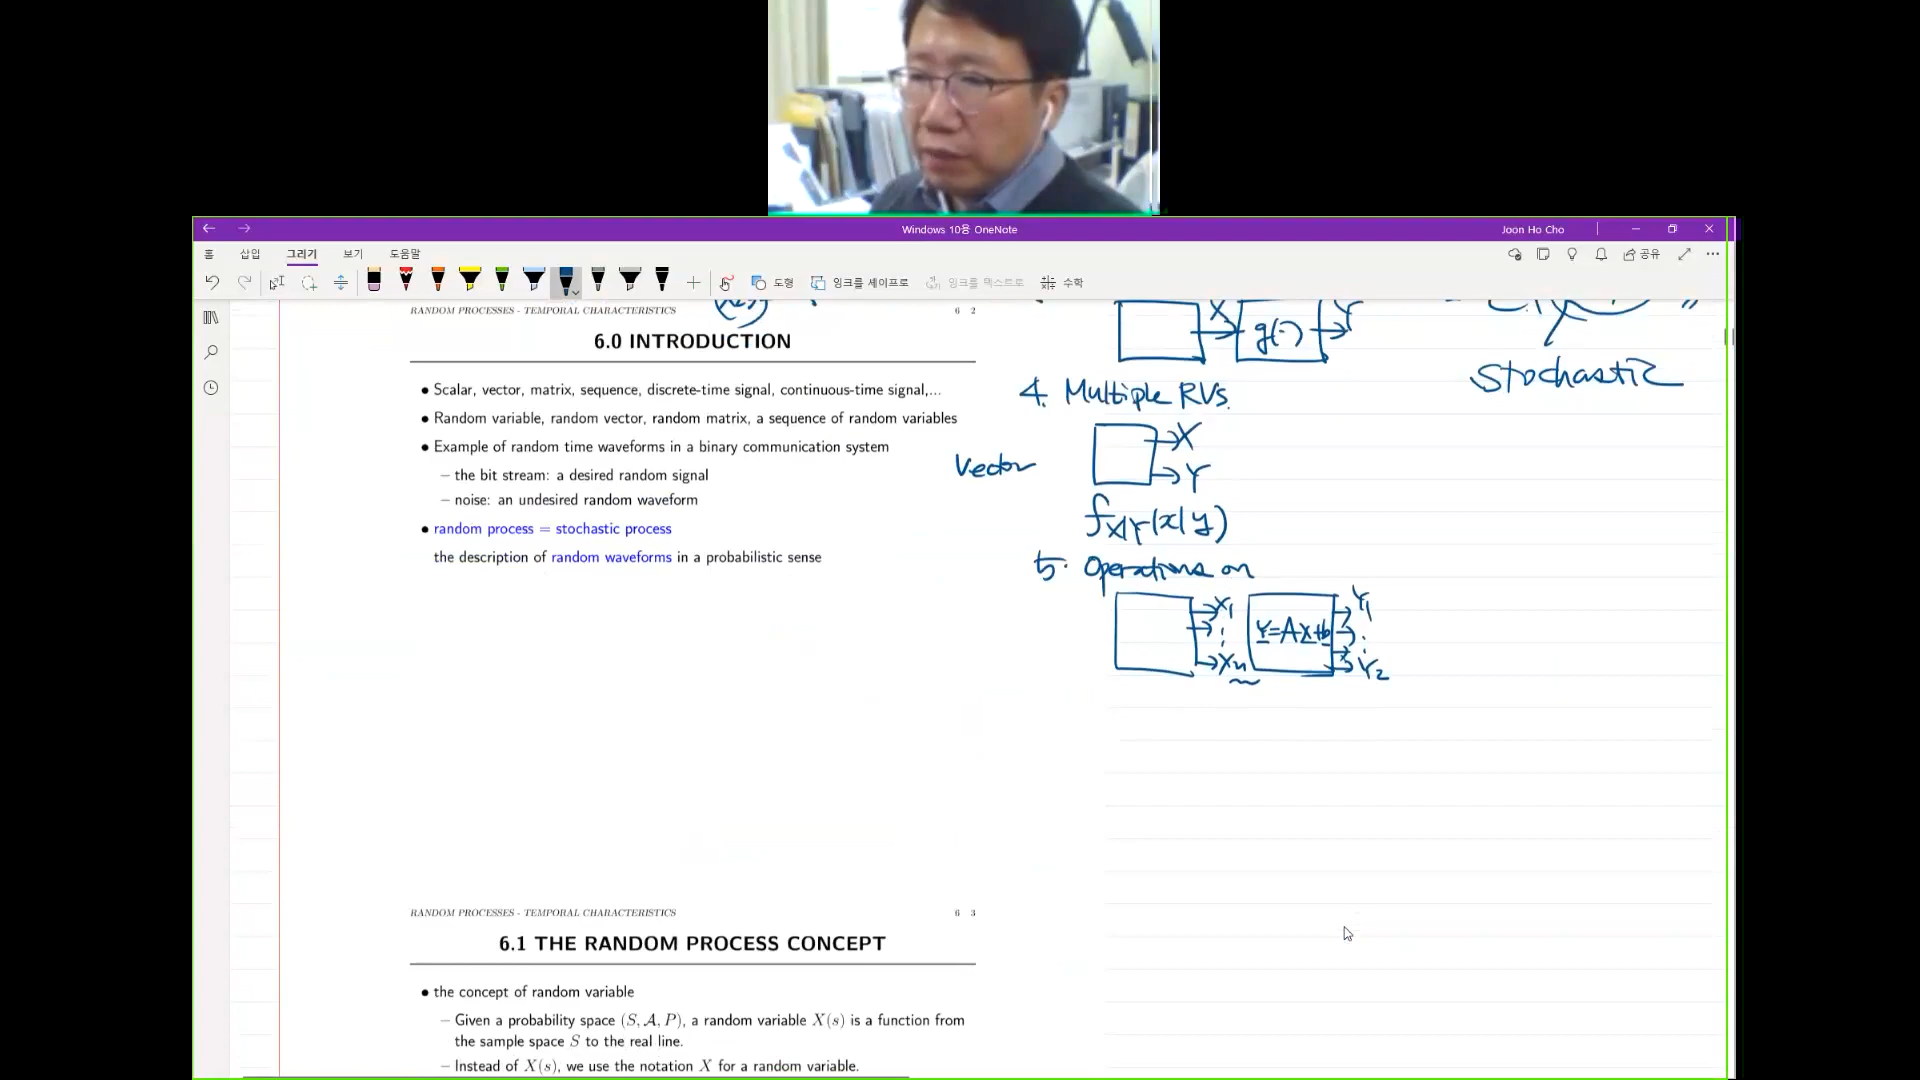 Windows 10용 OneNote
Joon Ho Cho
홈 삽입 그리기 보기 도움말
공유
도형 잉크를 셰이프로 잉크를 텍스트로 수학
RANDOM PROCESSES - TEMPORAL CHARACTERISTICS 6 2
6.0 INTRODUCTION
• Scalar, vector, matrix, sequence, discrete-time signal, continuous-time signal,...
• Random variable, random vector, random matrix, a sequence of random variables
• Example of random time waveforms in a binary communication system
– the bit stream: a desired random signal
– noise: an undesired random waveform
• random process = stochastic process
the description of random waveforms in a probabilistic sense
RANDOM PROCESSES - TEMPORAL CHARACTERISTICS 6 3
6.1 THE RANDOM PROCESS CONCEPT
• the concept of random variable
– Given a probability space (S, A, P), a random variable X(s) is a function from
the sample space S to the real line.
– Instead of X(s), we use the notation X for a random variable.
X g(·) Y
Stochastic
4. Multiple RVs.
X
Vector
Y
f_{X|Y}(x|y)
5. Operations on
X1 Y1
⋮ Y=AX+b ⋮
Xn Y2